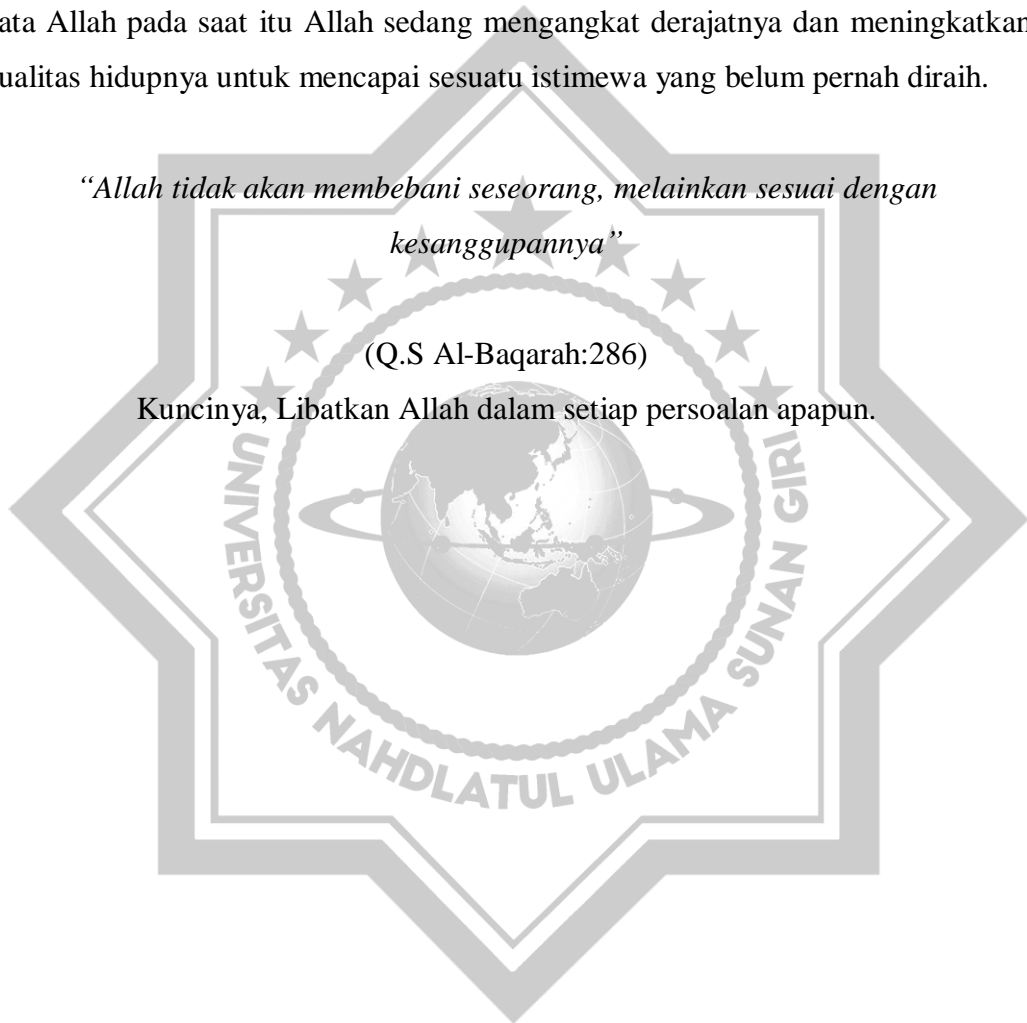 ata Allah pada saat itu Allah sedang mengangkat derajatnya dan meningkatkan
ualitas hidupnya untuk mencapai sesuatu istimewa yang belum pernah diraih.
“Allah tidak akan membebani seseorang, melainkan sesuai dengan
kesanggupannya”
(Q.S Al-Baqarah:286)
Kuncinya, Libatkan Allah dalam setiap persoalan apapun.
UNIVERSITAS NAHDLATUL ULAMA SUNAN GIRI